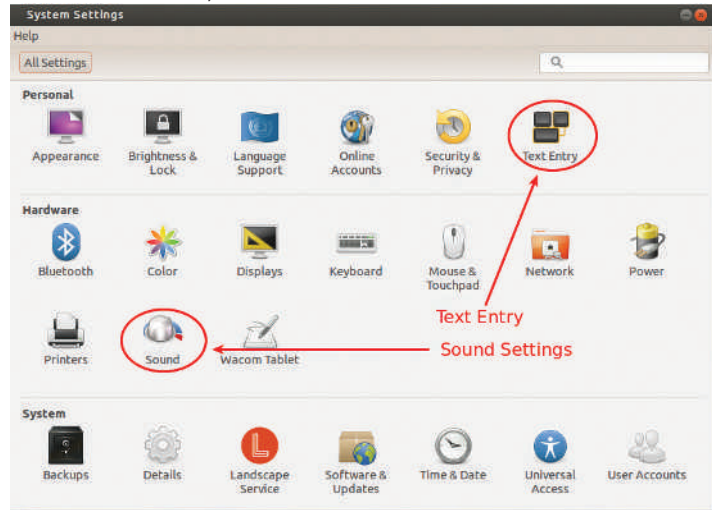 System Settings
Help
All Settings
Personal
Appearance
Brightness &
Lock
Language
Support
Online
Accounts
Security &
Privacy
Text Entry
Hardware
Bluetooth
Color
Displays
Keyboard
Mouse &
Touchpad
Network
Power
Text Entry
Printers
Sound
Wacom Tablet
Sound Settings
System
Backups
Details
Landscape
Service
Software &
Updates
Time & Date
Universal
Access
User Accounts